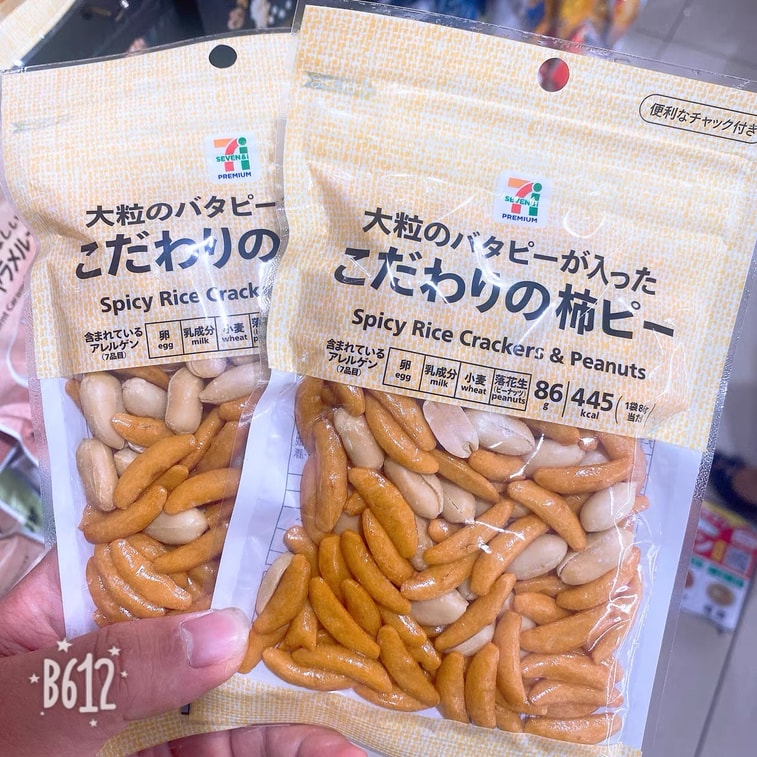 SEVEN&i
PREMIUM
大粒のバタピー
こだわりの
Spicy Rice Crack
含まれている
アレルゲン
(7品目)
卵
egg
乳成分
milk
小麦
wheat
便利なチャック付き
SEVEN&i
PREMIUM
大粒のバタピーが入った
こだわりの柿ピー
Spicy Rice Crackers & Peanuts
含まれている
アレルゲン
(7品目)
卵
egg
乳成分
milk
小麦
wheat
落花生
(ピーナッツ)
peanuts
86
g
445
kcal
当た
B612